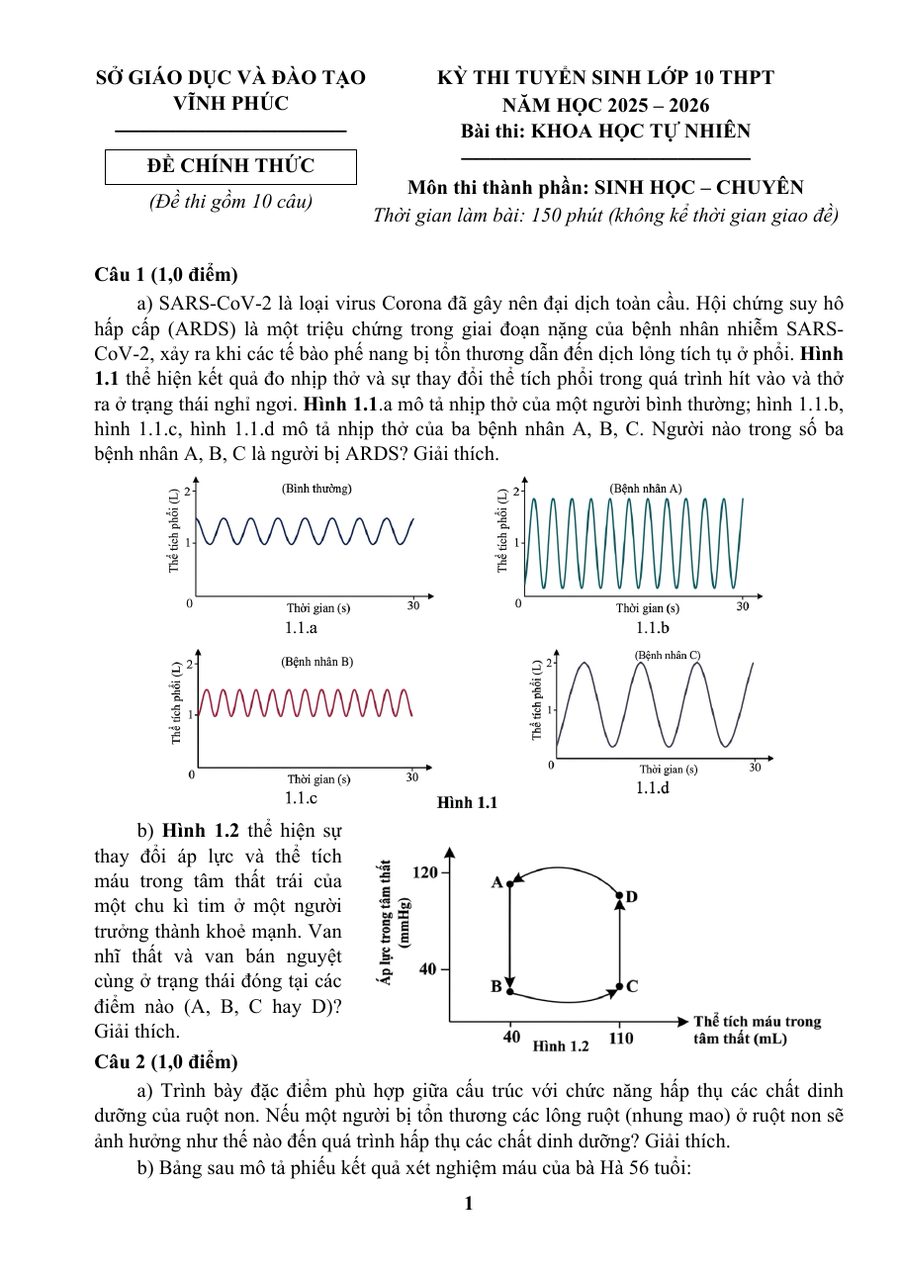 SỞ GIÁO DỤC VÀ ĐÀO TẠO
VĨNH PHÚC
ĐỀ CHÍNH THỨC
(Đề thi gồm 10 câu)
KỲ THI TUYỂN SINH LỚP 10 THPT
NĂM HỌC 2025 – 2026
Bài thi: KHOA HỌC TỰ NHIÊN
Môn thi thành phần: SINH HỌC – CHUYÊN
Thời gian làm bài: 150 phút (không kể thời gian giao đề)
Câu 1 (1,0 điểm)
a) SARS-CoV-2 là loại virus Corona đã gây nên đại dịch toàn cầu. Hội chứng suy hô
hấp cấp (ARDS) là một triệu chứng trong giai đoạn nặng của bệnh nhân nhiễm SARS-
CoV-2, xảy ra khi các tế bào phế nang bị tổn thương dẫn đến dịch lỏng tích tụ ở phổi. Hình
1.1 thể hiện kết quả đo nhịp thở và sự thay đổi thể tích phổi trong quá trình hít vào và thở
ra ở trạng thái nghỉ ngơi. Hình 1.1.a mô tả nhịp thở của một người bình thường; hình 1.1.b,
hình 1.1.c, hình 1.1.d mô tả nhịp thở của ba bệnh nhân A, B, C. Người nào trong số ba
bệnh nhân A, B, C là người bị ARDS? Giải thích.
Thể tích phổi (L)
2
1
0
(Bình thường)
Thời gian (s)
30
1.1.a
Thể tích phổi (L)
2
1
0
(Bệnh nhân A)
Thời gian (s)
30
1.1.b
Thể tích phổi (L)
2
1
0
(Bệnh nhân B)
Thời gian (s)
30
1.1.c
Thể tích phổi (L)
2
1
0
(Bệnh nhân C)
Thời gian (s)
30
1.1.d
Hình 1.1
b) Hình 1.2 thể hiện sự
thay đổi áp lực và thể tích
máu trong tâm thất trái của
một chu kì tim ở một người
trưởng thành khoẻ mạnh. Van
nhĩ thất và van bán nguyệt
cùng ở trạng thái đóng tại các
điểm nào (A, B, C hay D)?
Giải thích.
Áp lực trong tâm thất
(mmHg)
120
40
A
D
B
C
40
110
Thể tích máu trong
tâm thất (mL)
Hình 1.2
Câu 2 (1,0 điểm)
a) Trình bày đặc điểm phù hợp giữa cấu trúc với chức năng hấp thụ các chất dinh
dưỡng của ruột non. Nếu một người bị tổn thương các lông ruột (nhung mao) ở ruột non sẽ
ảnh hưởng như thế nào đến quá trình hấp thụ các chất dinh dưỡng? Giải thích.
b) Bảng sau mô tả phiếu kết quả xét nghiệm máu của bà Hà 56 tuổi:
1